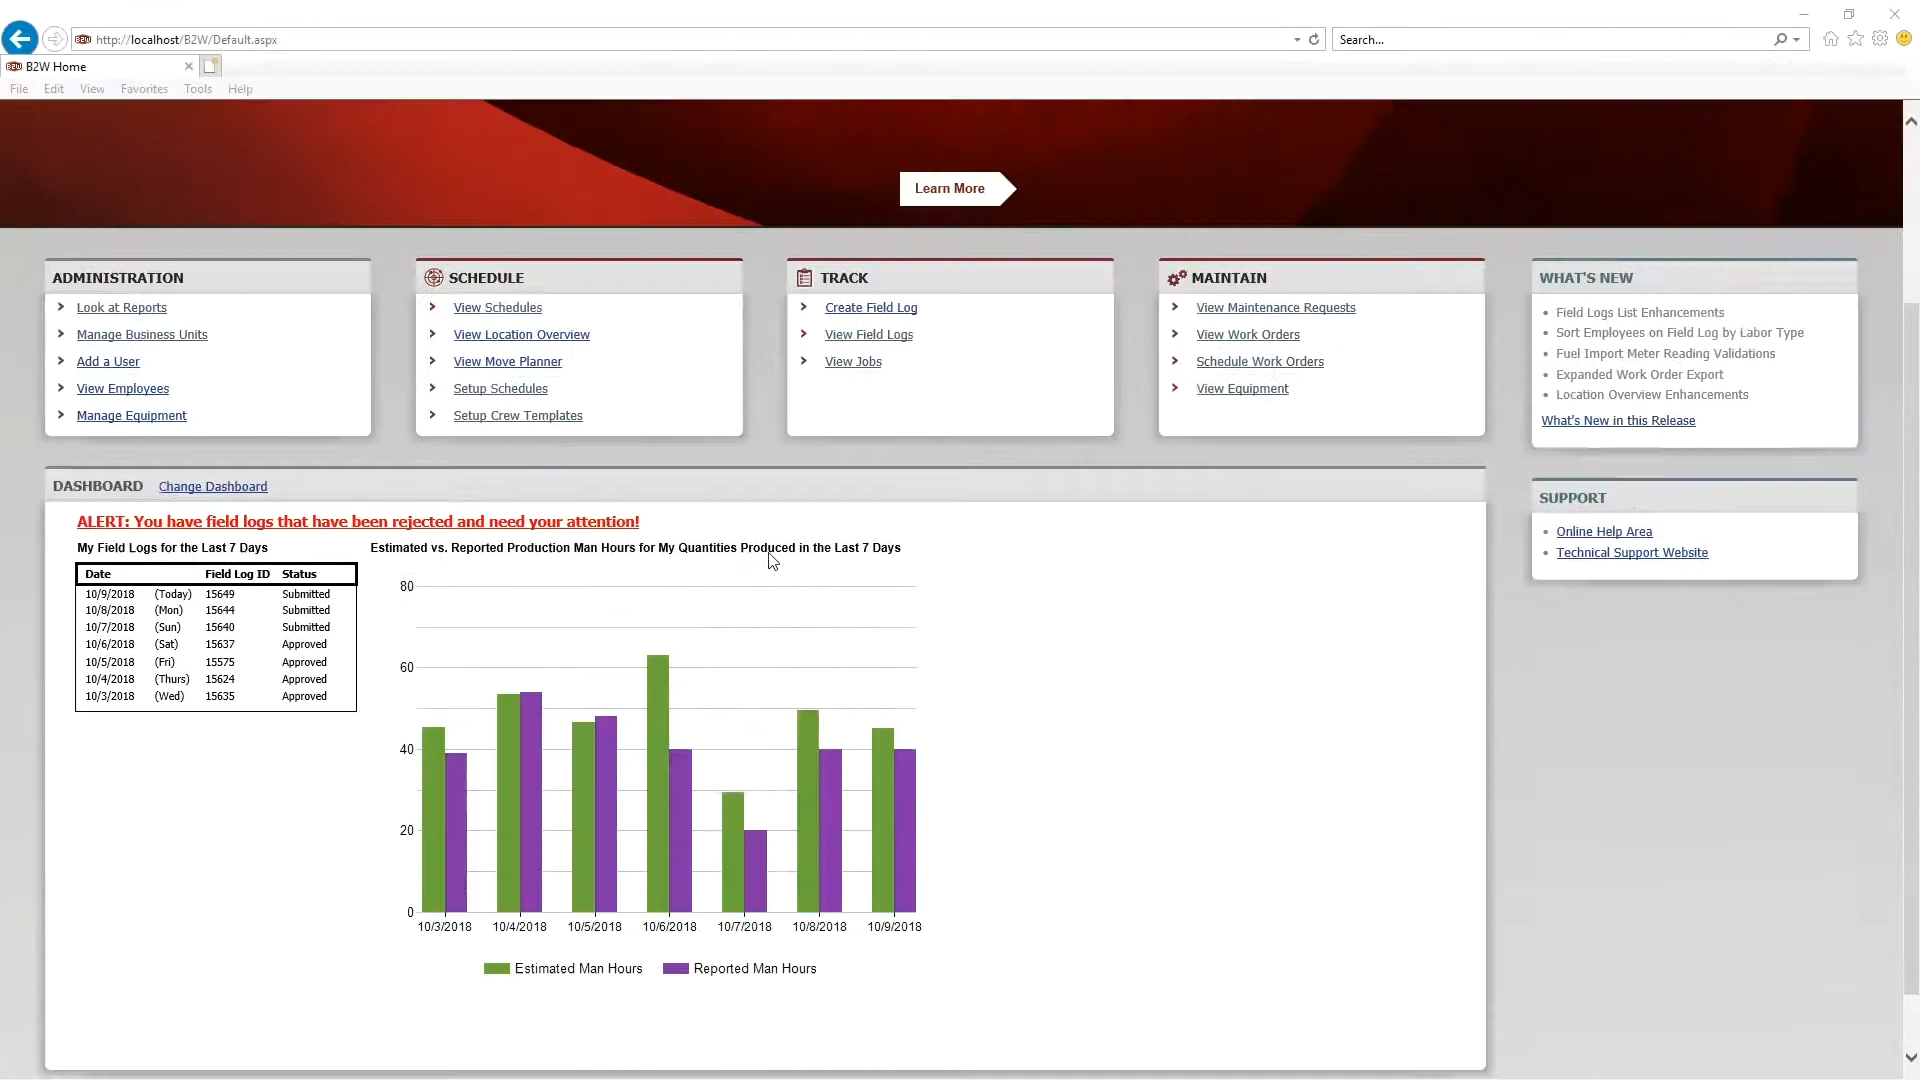 http://localhost/B2W/Default.aspx
Search...
B2W Home
File Edit View Favorites Tools Help
Learn More
ADMINISTRATION
Look at Reports
Manage Business Units
Add a User
View Employees
Manage Equipment
SCHEDULE
View Schedules
View Location Overview
View Move Planner
Setup Schedules
Setup Crew Templates
TRACK
Create Field Log
View Field Logs
View Jobs
MAINTAIN
View Maintenance Requests
View Work Orders
Schedule Work Orders
View Equipment
WHAT'S NEW
Field Logs List Enhancements
Sort Employees on Field Log by Labor Type
Fuel Import Meter Reading Validations
Expanded Work Order Export
Location Overview Enhancements
What's New in this Release
DASHBOARD Change Dashboard
ALERT: You have field logs that have been rejected and need your attention!
My Field Logs for the Last 7 Days
Date Field Log ID Status
10/9/2018 (Today) 15649 Submitted
10/8/2018 (Mon) 15644 Submitted
10/7/2018 (Sun) 15640 Submitted
10/6/2018 (Sat) 15637 Approved
10/5/2018 (Fri) 15575 Approved
10/4/2018 (Thurs) 15624 Approved
10/3/2018 (Wed) 15635 Approved
Estimated vs. Reported Production Man Hours for My Quantities Produced in the Last 7 Days
80
60
40
20
0
10/3/2018 10/4/2018 10/5/2018 10/6/2018 10/7/2018 10/8/2018 10/9/2018
Estimated Man Hours Reported Man Hours
SUPPORT
Online Help Area
Technical Support Website